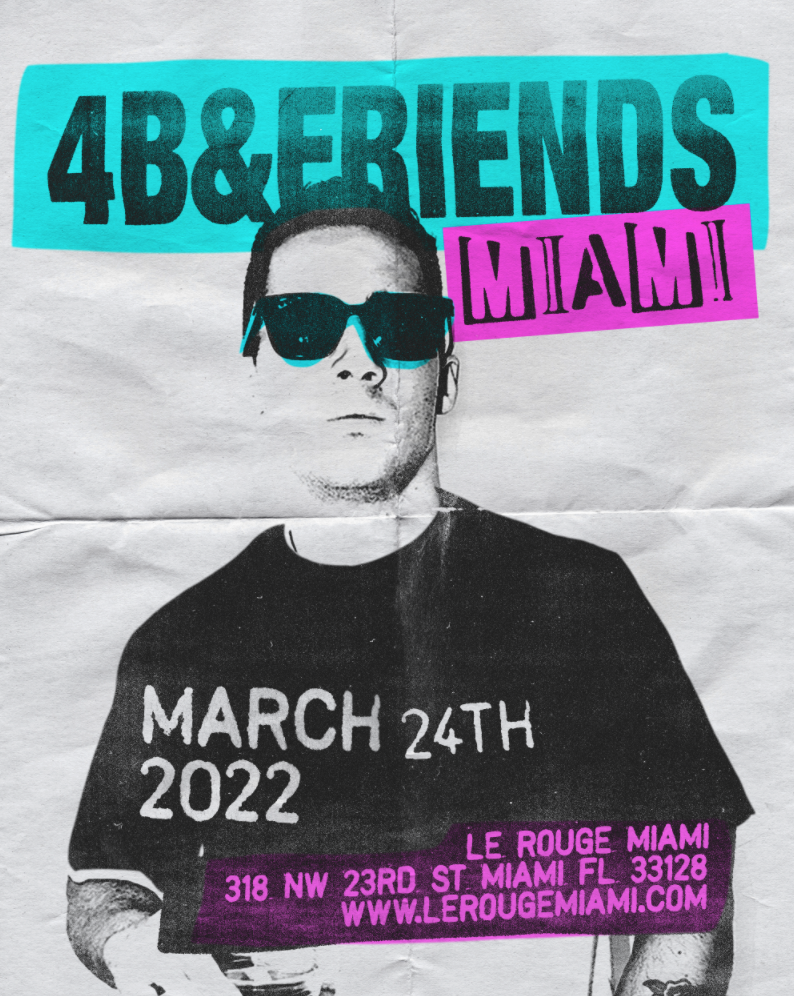 4B&FRIENDS
MIAMI
MARCH 24TH
2022
LE ROUGE MIAMI
318 NW 23RD ST MIAMI FL 33128
WWW.LEROUGEMIAMI.COM